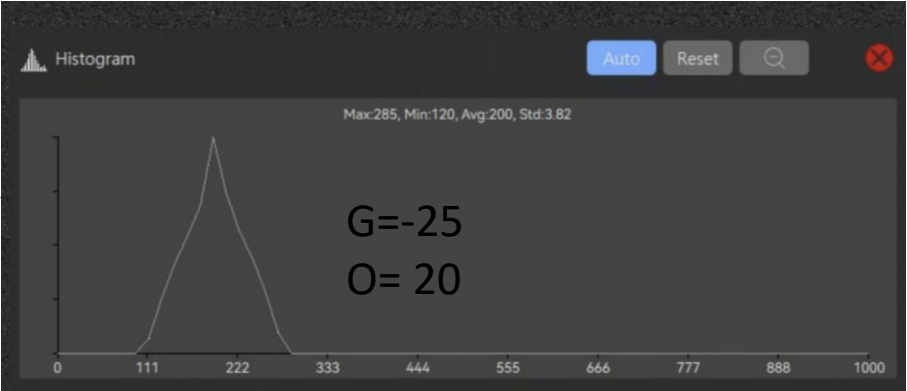 Histogram
Auto
Reset
Max:285, Min:120, Avg:200, Std:3.82
G=-25
O= 20
0 111 222 333 444 555 666 777 888 1000